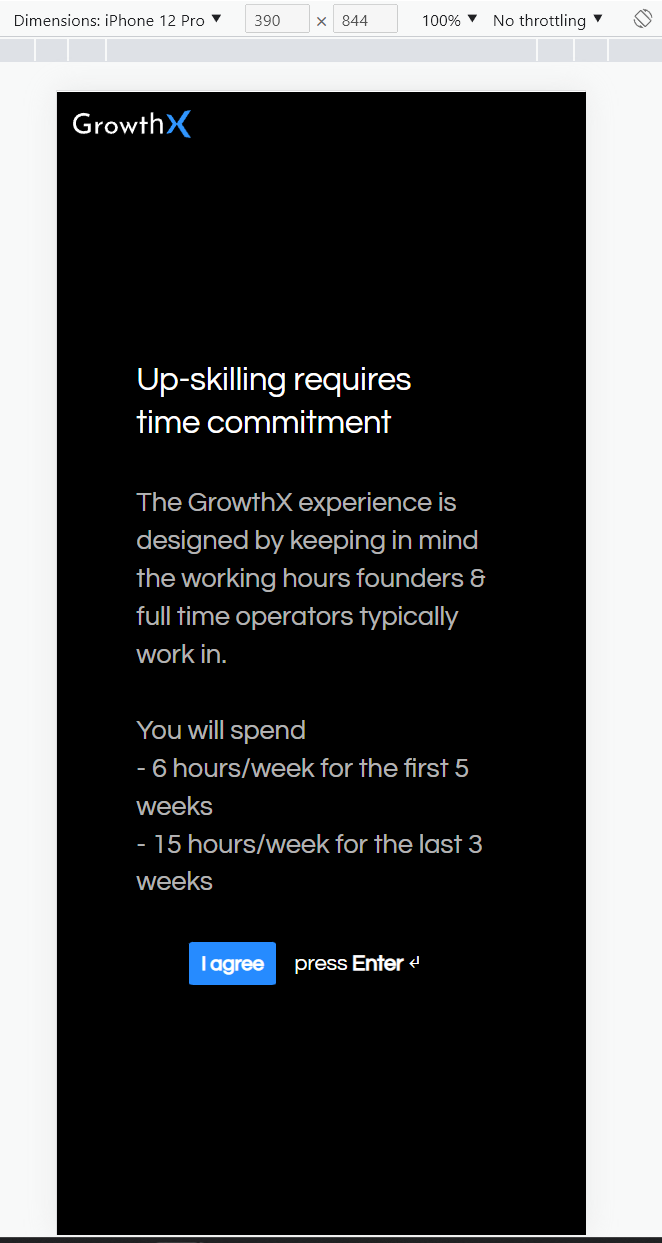 Dimensions: iPhone 12 Pro ▼ 390 × 844 100% ▼ No throttling ▼
GrowthX
Up-skilling requires
time commitment
The GrowthX experience is
designed by keeping in mind
the working hours founders &
full time operators typically
work in.
You will spend
- 6 hours/week for the first 5
weeks
- 15 hours/week for the last 3
weeks
I agree press Enter ↵